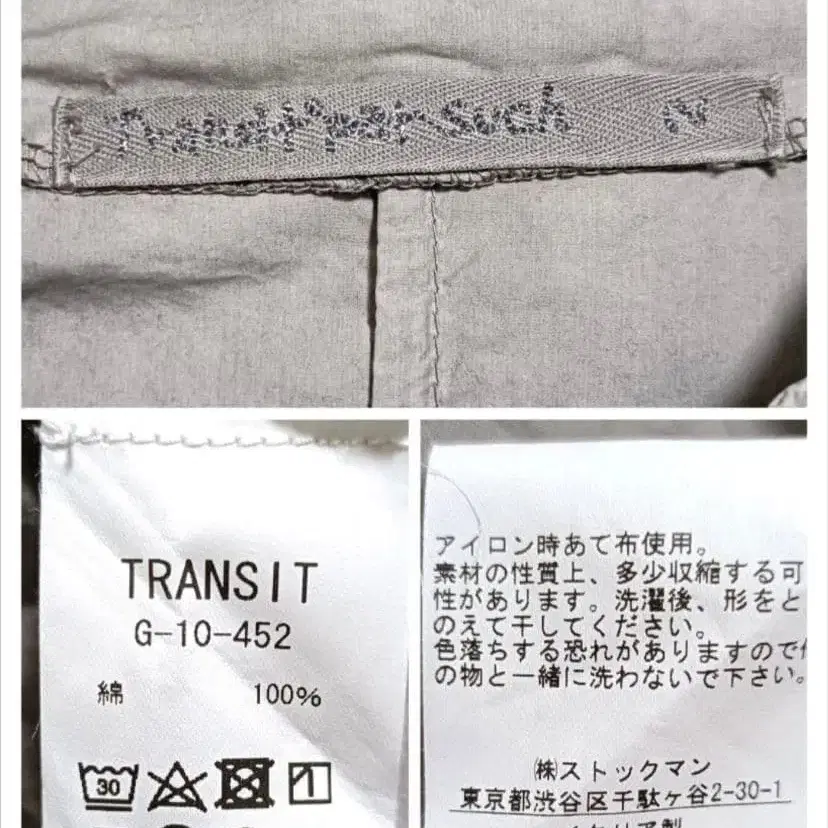 Transit par-such N
TRANSIT
G-10-452
綿 100%
30
アイロン時あて布使用。
素材の性質上、多少収縮する可
性があります。洗濯後、形をと
のえて干してください。
色落ちする恐れがありますので
の物と一緒に洗わないで下さい。
㈱ストックマン
東京都渋谷区千駄ヶ谷2-30-1